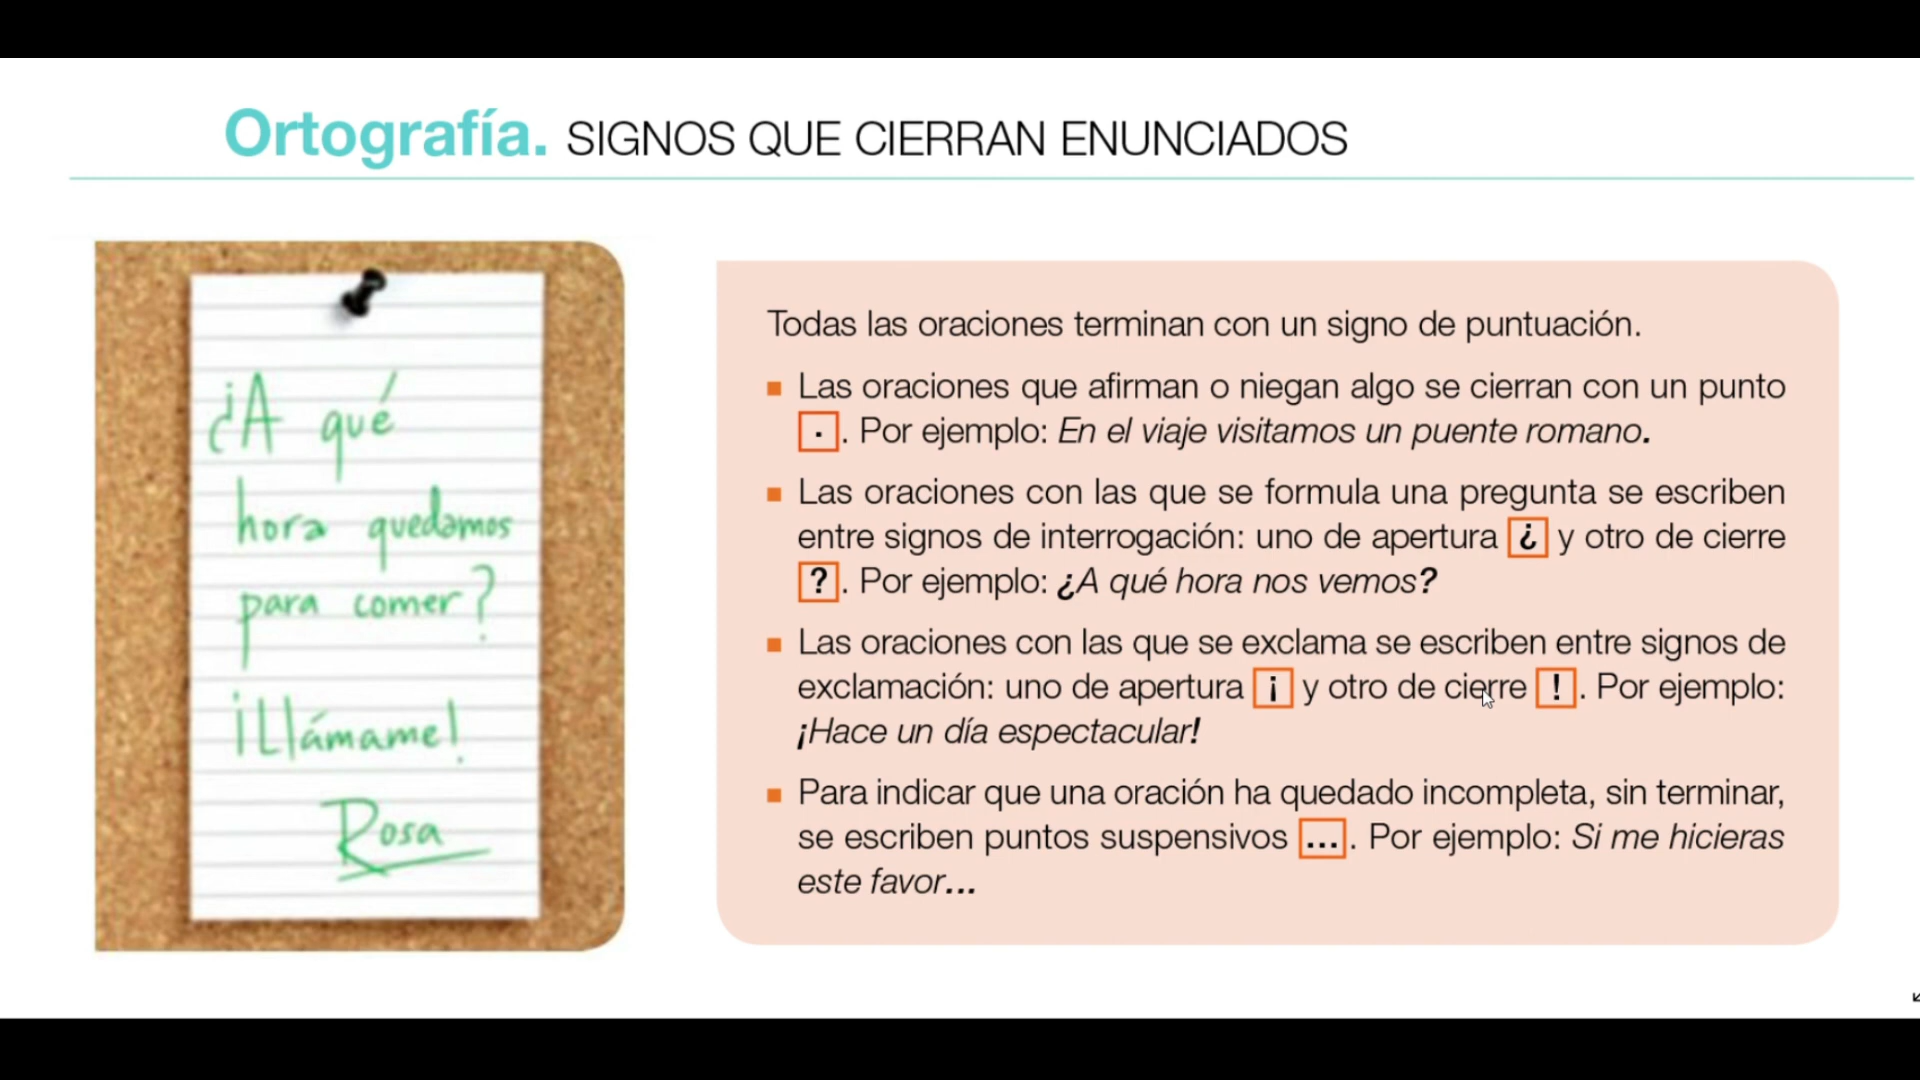 Ortografía. SIGNOS QUE CIERRAN ENUNCIADOS
¿A qué
hora quedamos
para comer?
¡Llámame!
Rosa
Todas las oraciones terminan con un signo de puntuación.
Las oraciones que afirman o niegan algo se cierran con un punto
. . Por ejemplo: En el viaje visitamos un puente romano.
Las oraciones con las que se formula una pregunta se escriben
entre signos de interrogación: uno de apertura ¿ y otro de cierre
? . Por ejemplo: ¿A qué hora nos vemos?
Las oraciones con las que se exclama se escriben entre signos de
exclamación: uno de apertura ¡ y otro de cierre ! . Por ejemplo:
¡Hace un día espectacular!
Para indicar que una oración ha quedado incompleta, sin terminar,
se escriben puntos suspensivos ... . Por ejemplo: Si me hicieras
este favor...